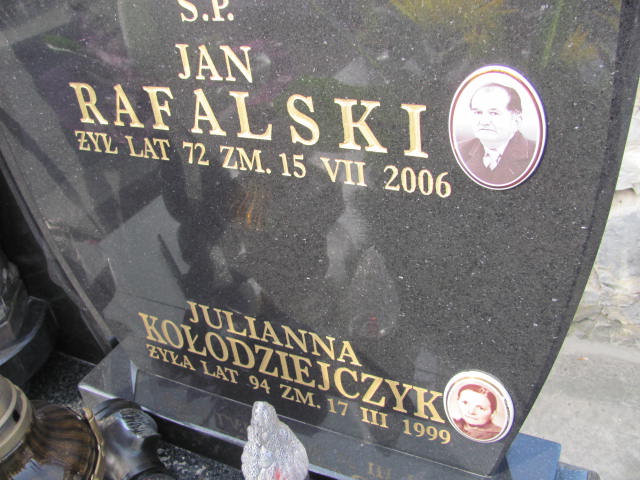 S.P.
JAN
RAFALSKI
ŻYŁ LAT 72 ZM. 15 VII 2006
JULIANNA
KOŁODZIEJCZYK
ŻYŁA LAT 94 ZM. 17 III 1999